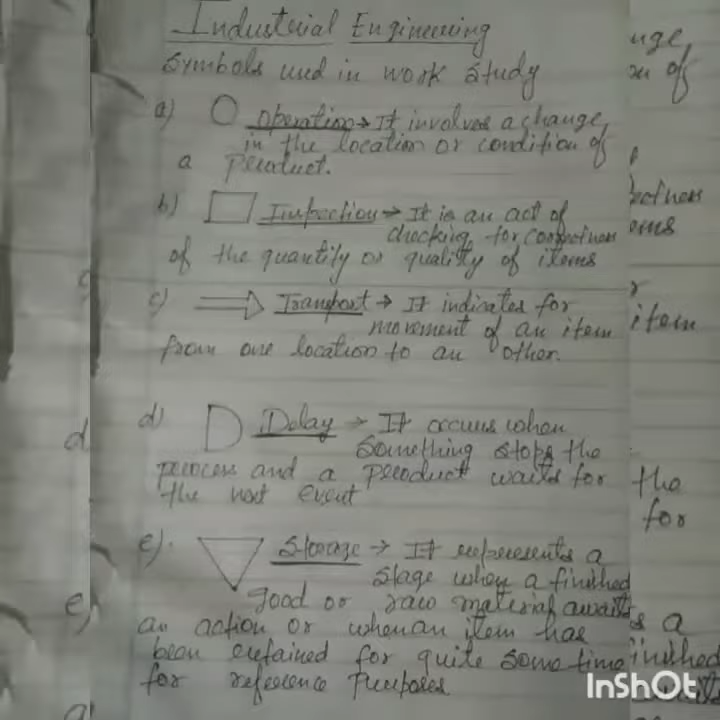 Industrial Engineering
Symbols used in work study
a) Operation → It involves a change
in the location or condition of
a product.
b) Inspection → It is an act of
checking for correctness
of the quantity or quality of items
c) Transport → It indicates for
movement of an item
from one location to an other.
d) Delay → It occurs when
something stops the
process and a product waits for
the next event
e). Storage → It represents a
stage when a finished
good or raw material awaits
an action or when an item has
been retained for quite some time
for reference purposes
InShOt